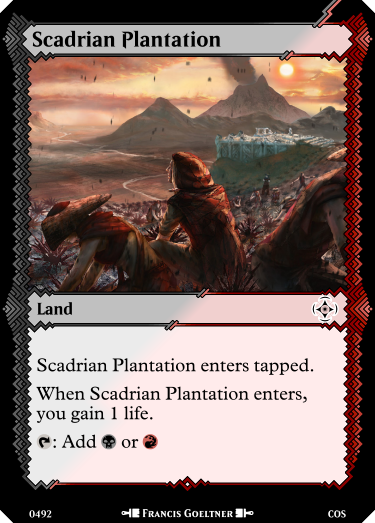 Scadrian Plantation
Land
Scadrian Plantation enters tapped.
When Scadrian Plantation enters,
you gain 1 life.
: Add or
0492 Francis Goeltner COS